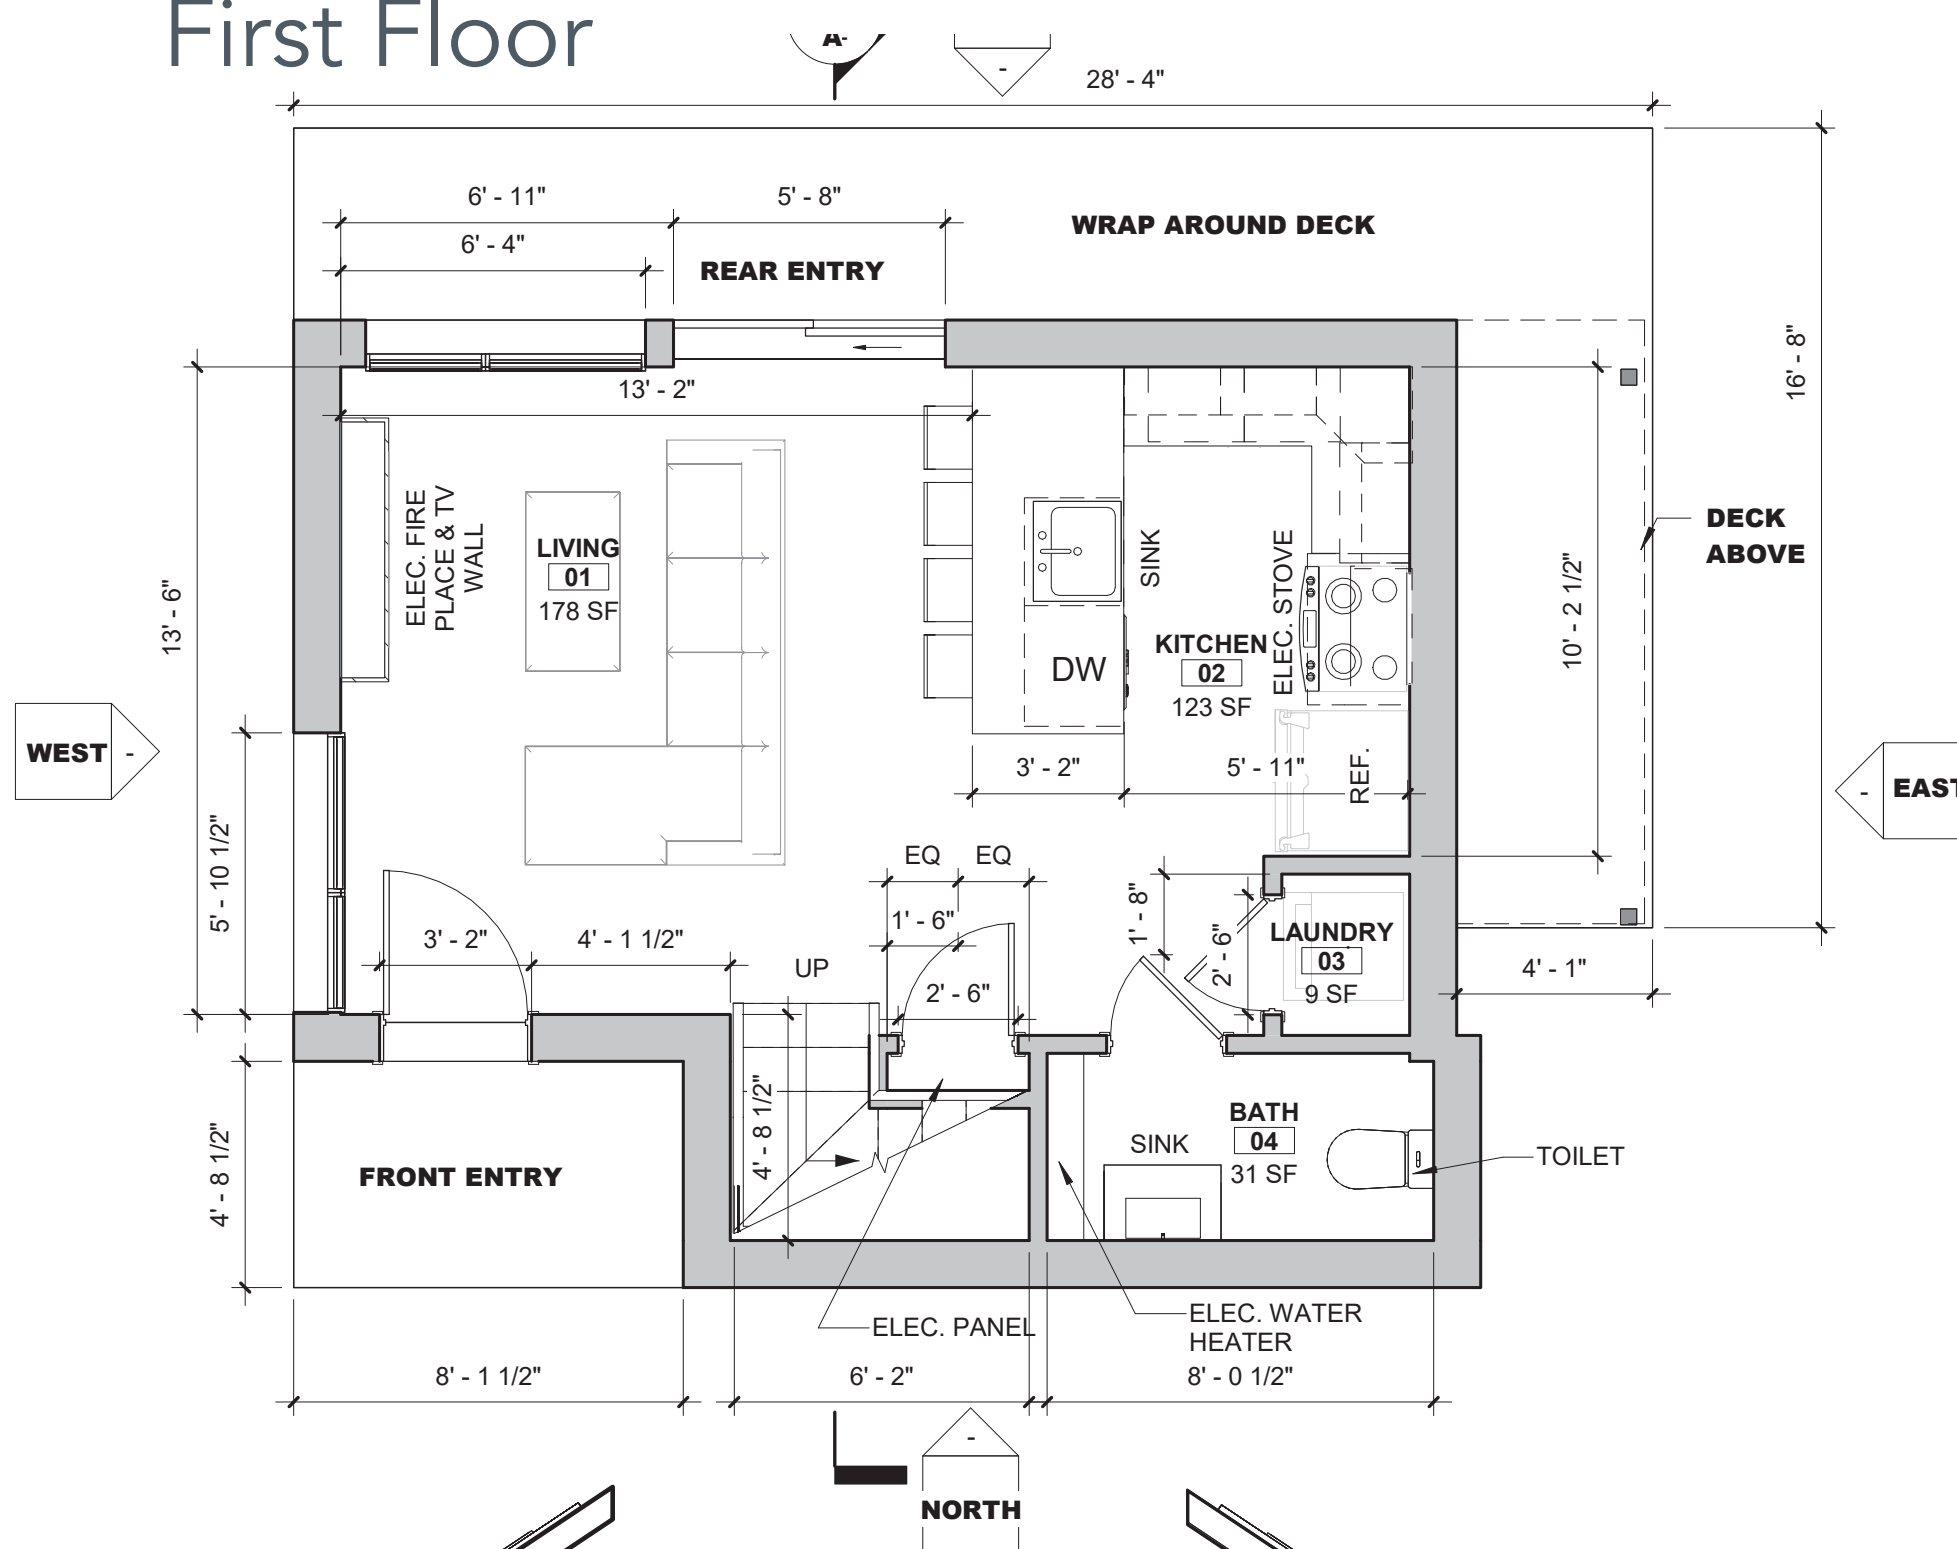 First Floor
A-
-
28' - 4"
6' - 11"
5' - 8"
6' - 4"
REAR ENTRY
WRAP AROUND DECK
16' - 8"
13' - 2"
13' - 6"
ELEC. FIRE
PLACE & TV
WALL
LIVING
01
178 SF
SINK
DW
ELEC. STOVE
KITCHEN
02
123 SF
10' - 2 1/2"
DECK
ABOVE
WEST
-
3' - 2"
5' - 11"
REF.
-
EAST
5' - 10 1/2"
EQ
EQ
3' - 2"
4' - 1 1/2"
UP
1' - 6"
2' - 6"
1' - 8"
2' - 6"
LAUNDRY
03
9 SF
4' - 1"
4' - 8 1/2"
FRONT ENTRY
4' - 8 1/2"
SINK
BATH
04
31 SF
TOILET
ELEC. PANEL
ELEC. WATER
HEATER
8' - 1 1/2"
6' - 2"
8' - 0 1/2"
-
NORTH